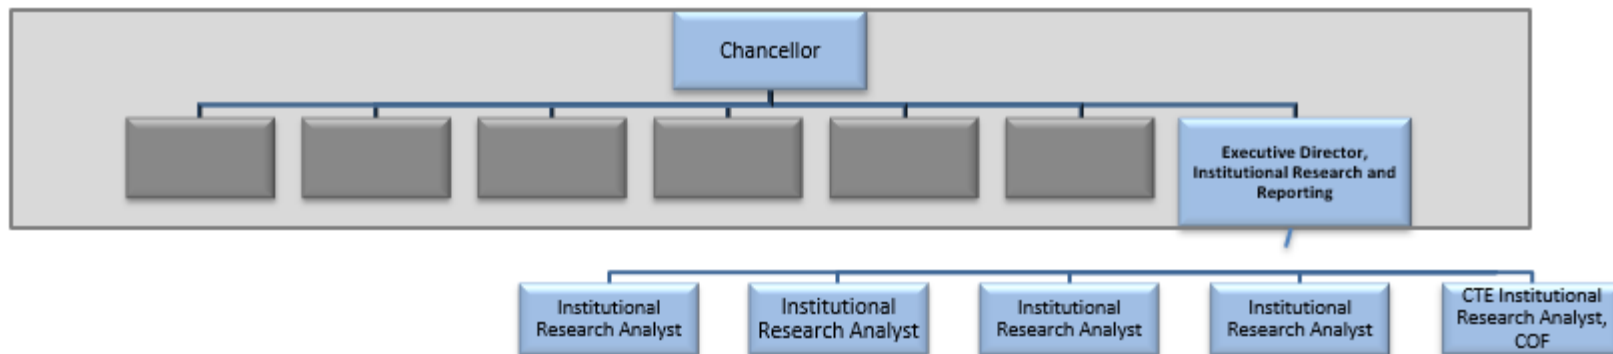 Chancellor
Executive Director,
Institutional Research and
Reporting
Institutional
Research Analyst
Institutional
Research Analyst
Institutional
Research Analyst
Institutional
Research Analyst
CTE Institutional
Research Analyst,
COF